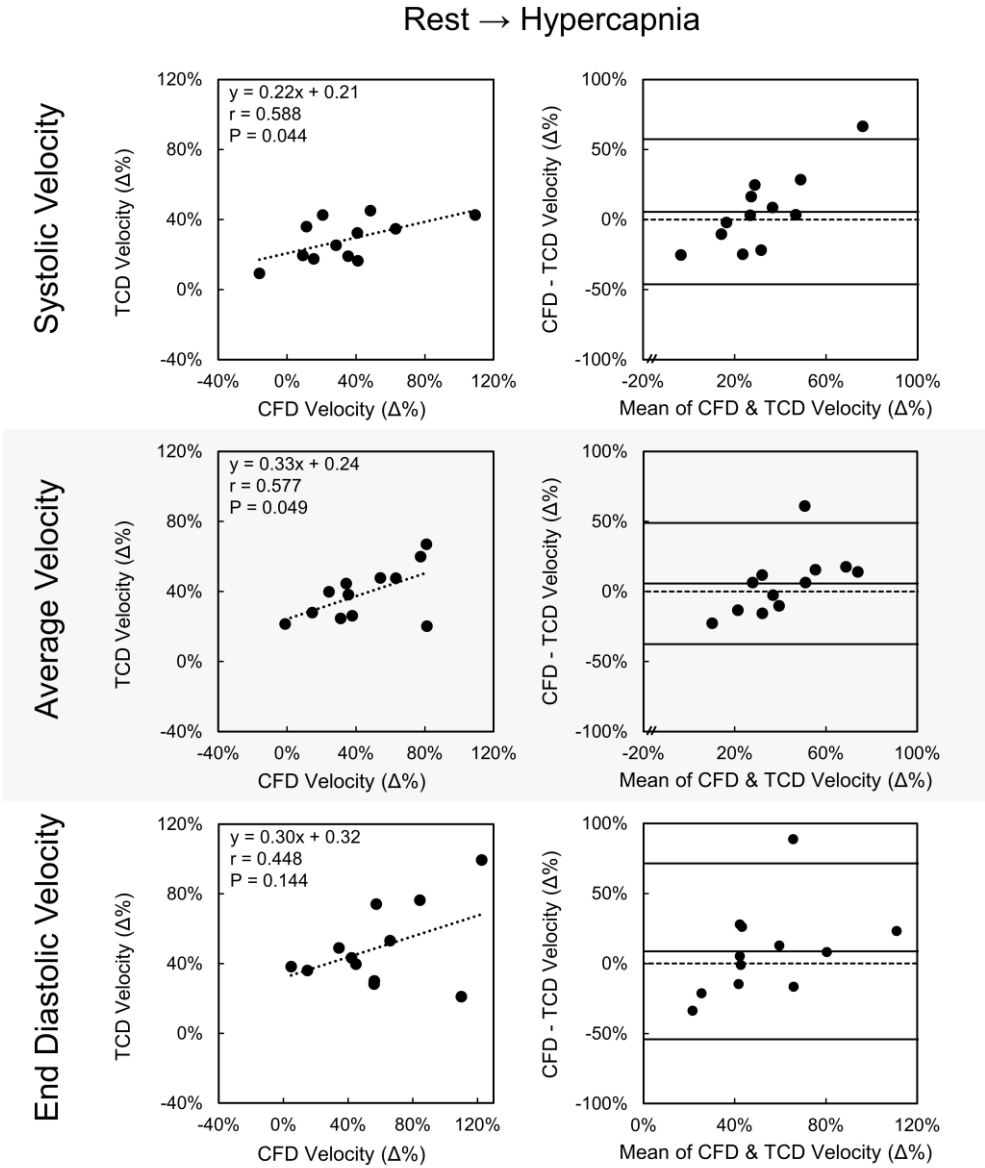 Rest → Hypercapnia
Systolic Velocity
TCD Velocity (Δ%)
120%
80%
40%
0%
-40%
y = 0.22x + 0.21
r = 0.588
P = 0.044
-40% 0% 40% 80% 120%
CFD Velocity (Δ%)
CFD - TCD Velocity (Δ%)
100%
50%
0%
-50%
-100%
-20% 20% 60% 100%
Mean of CFD & TCD Velocity (Δ%)
Average Velocity
TCD Velocity (Δ%)
120%
80%
40%
0%
-40%
y = 0.33x + 0.24
r = 0.577
P = 0.049
-40% 0% 40% 80% 120%
CFD Velocity (Δ%)
CFD - TCD Velocity (Δ%)
100%
50%
0%
-50%
-100%
-20% 20% 60% 100%
Mean of CFD & TCD Velocity (Δ%)
End Diastolic Velocity
TCD Velocity (Δ%)
120%
80%
40%
0%
-40%
y = 0.30x + 0.32
r = 0.448
P = 0.144
-40% 0% 40% 80% 120%
CFD Velocity (Δ%)
CFD - TCD Velocity (Δ%)
100%
50%
0%
-50%
-100%
0% 40% 80% 120%
Mean of CFD & TCD Velocity (Δ%)